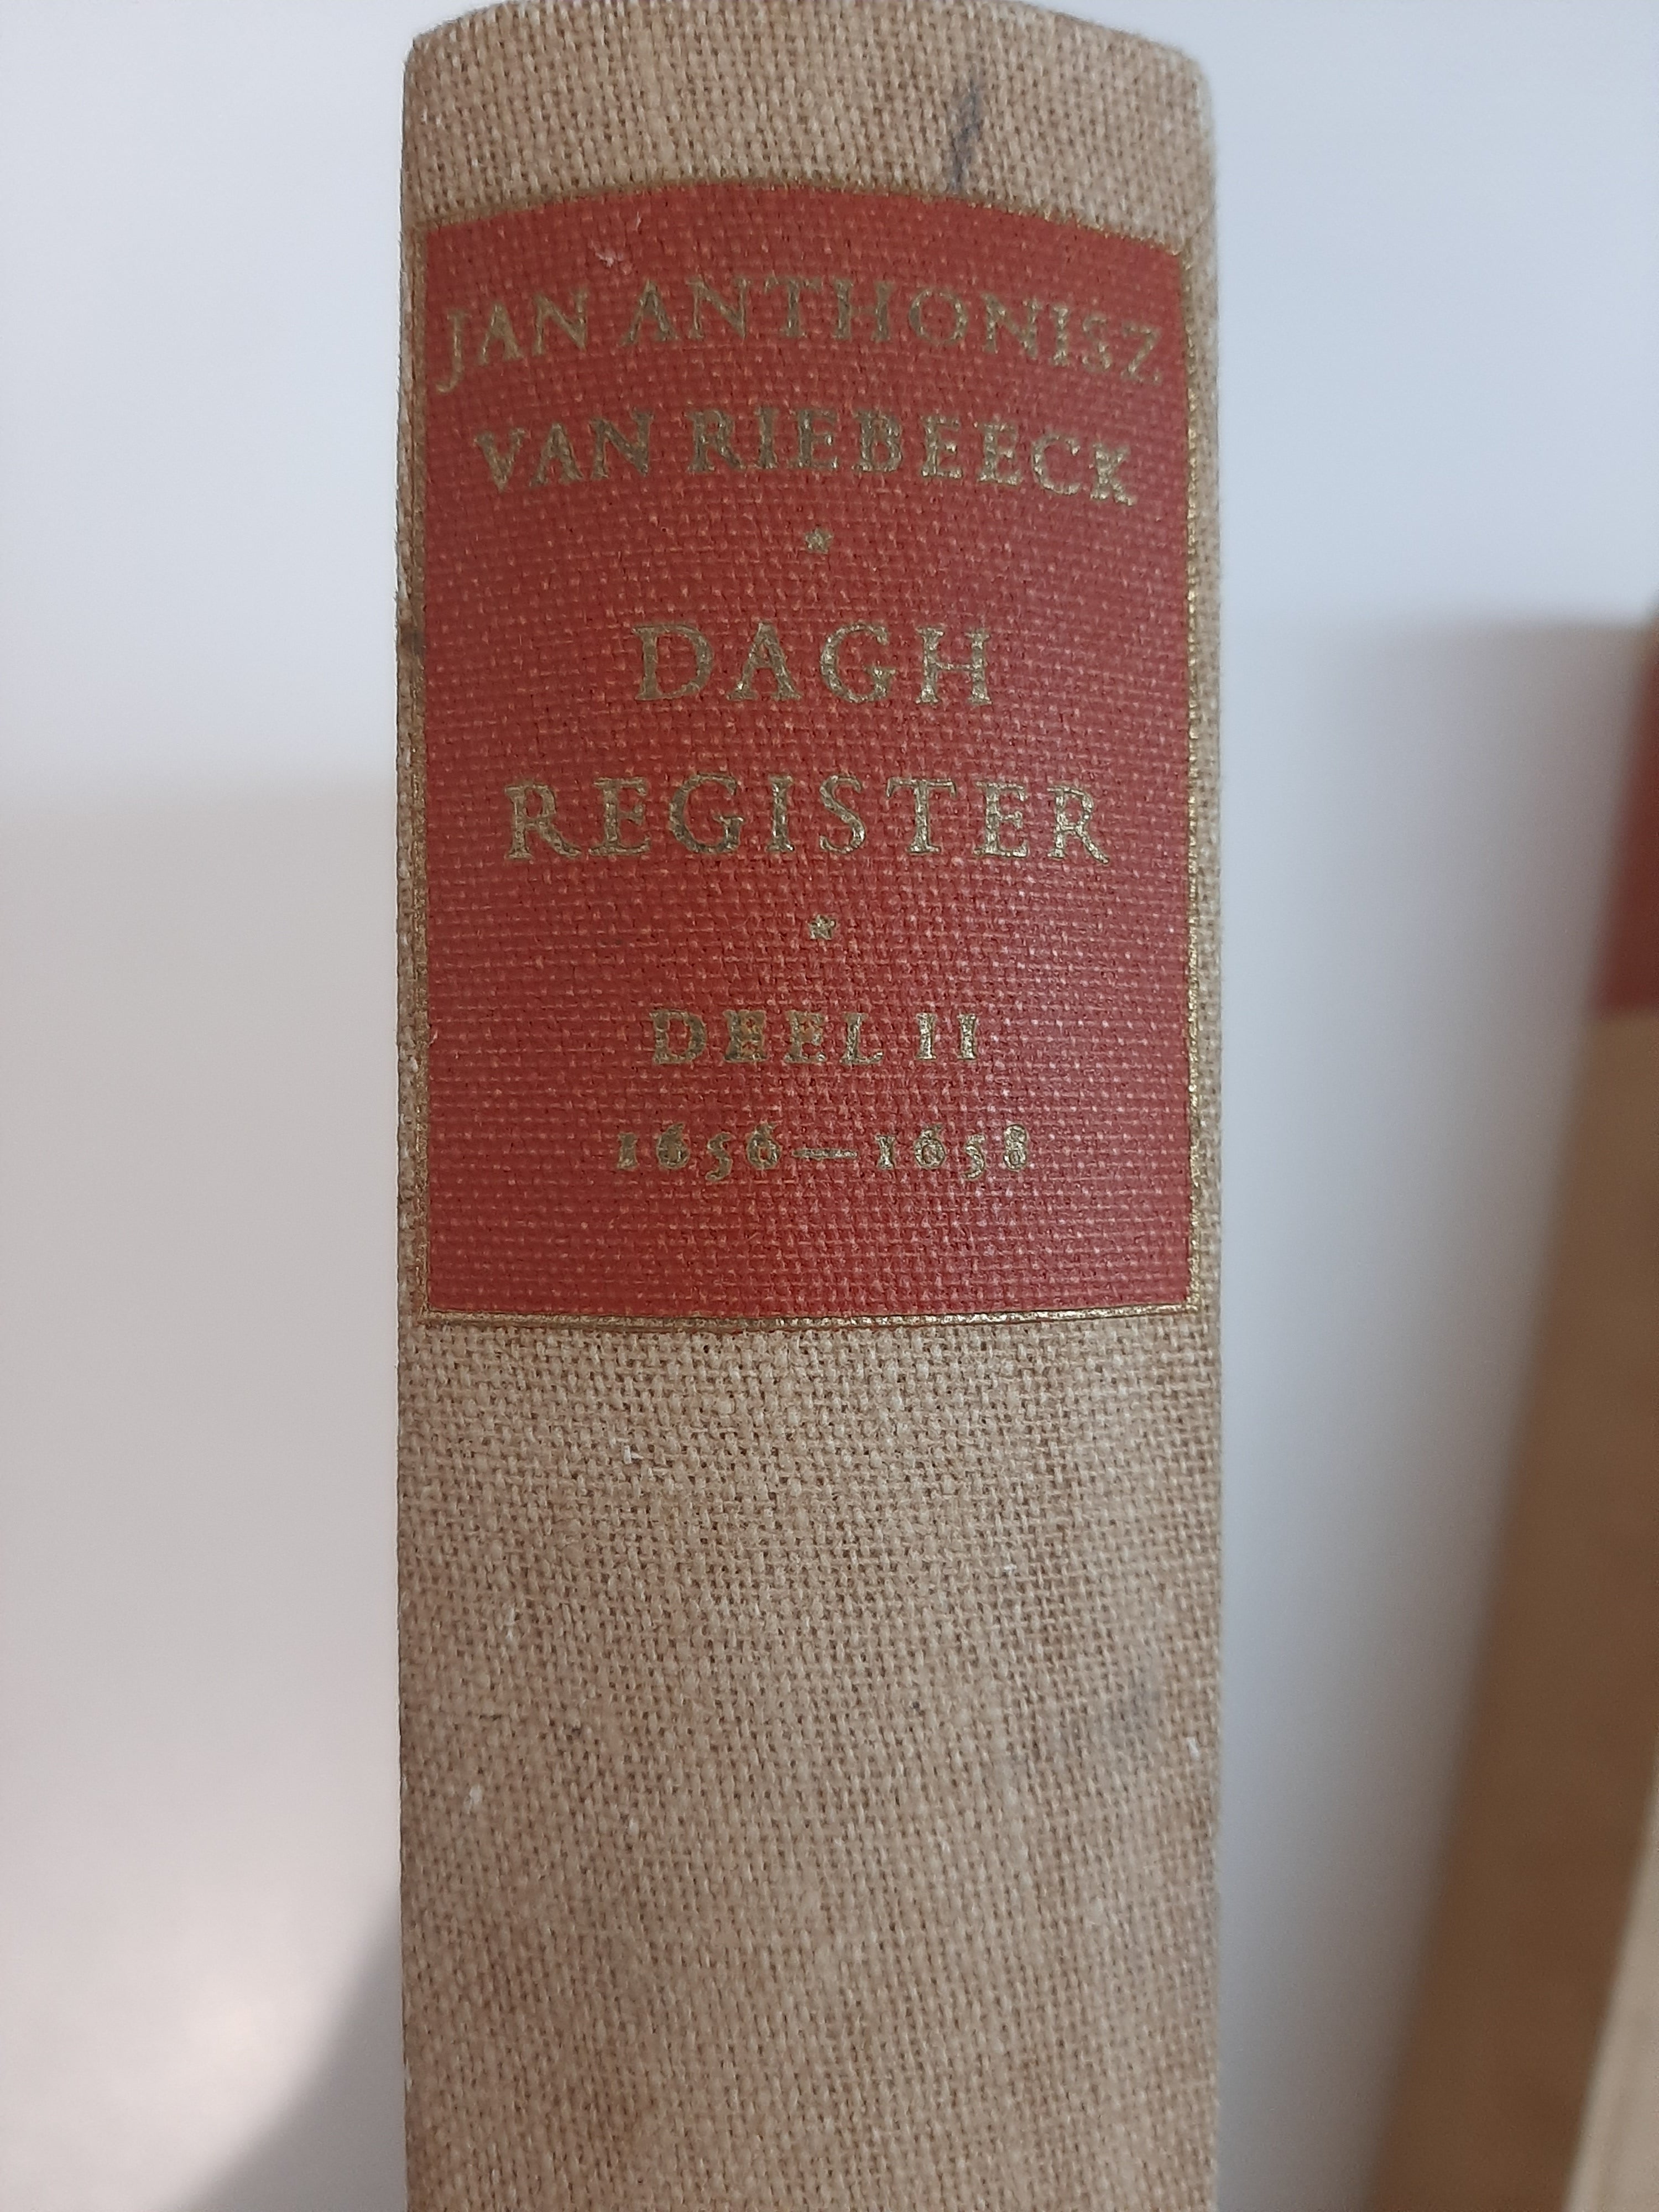 JAN ANTHONISZ
VAN RIEBEECK
DAGH
REGISTER
DEEL II
1656—1658